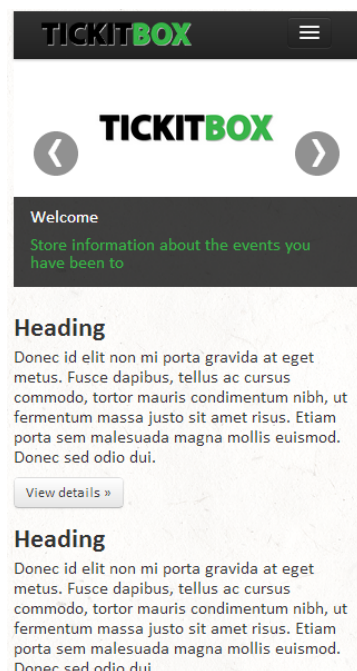 TICKITBOX
TICKITBOX
Welcome
Store information about the events you
have been to
Heading
Donec id elit non mi porta gravida at eget
metus. Fusce dapibus, tellus ac cursus
commodo, tortor mauris condimentum nibh, ut
fermentum massa justo sit amet risus. Etiam
porta sem malesuada magna mollis euismod.
Donec sed odio dui.
View details »
Heading
Donec id elit non mi porta gravida at eget
metus. Fusce dapibus, tellus ac cursus
commodo, tortor mauris condimentum nibh, ut
fermentum massa justo sit amet risus. Etiam
porta sem malesuada magna mollis euismod.
Donec sed odio dui.